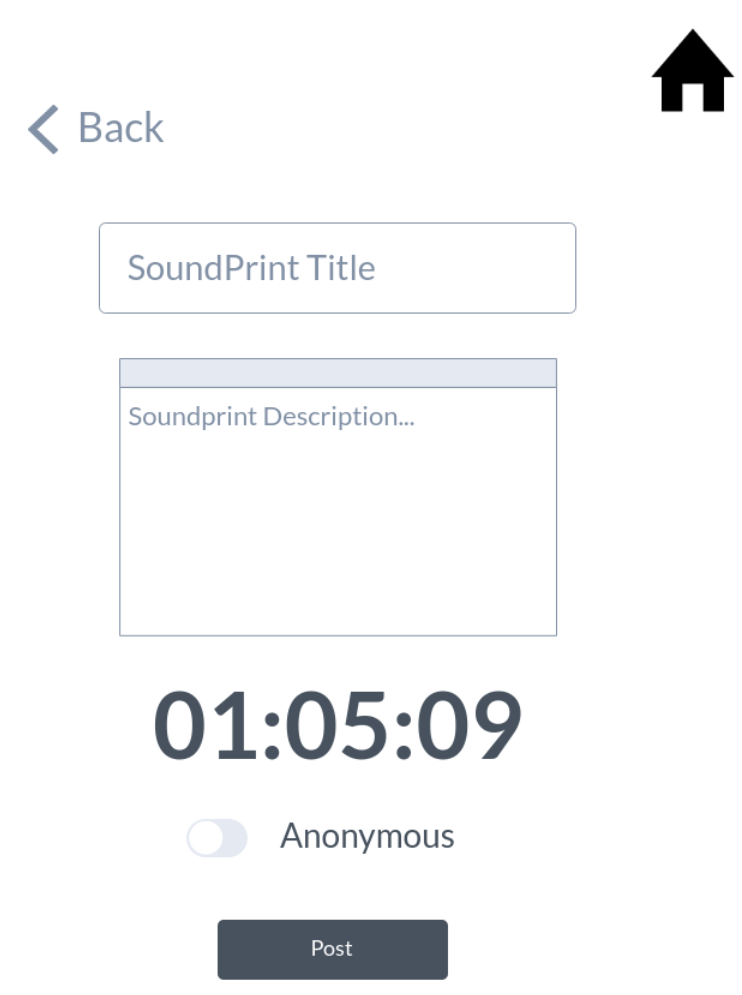 Back
SoundPrint Title
Soundprint Description...
01:05:09
Anonymous
Post